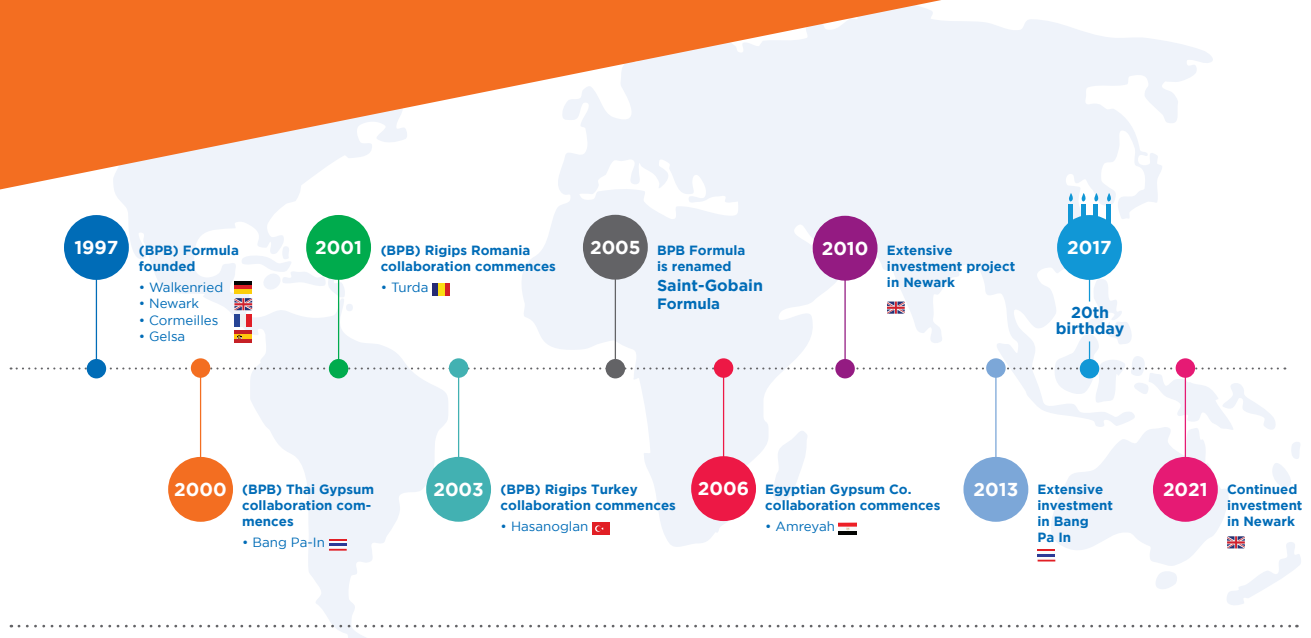 1997
(BPB) Formula
founded
• Walkenried
• Newark
• Cormeilles
• Gelsa
2001
(BPB) Rigips Romania
collaboration commences
• Turda
2005
BPB Formula
is renamed
Saint-Gobain
Formula
2010
Extensive
investment project
in Newark
2017
20th
birthday
2000
(BPB) Thai Gypsum
collaboration com-
mences
• Bang Pa-In
2003
(BPB) Rigips Turkey
collaboration commences
• Hasanoglan
2006
Egyptian Gypsum Co.
collaboration commences
• Amreyah
2013
Extensive
investment
in Bang
Pa In
2021
Continued
investment
in Newark